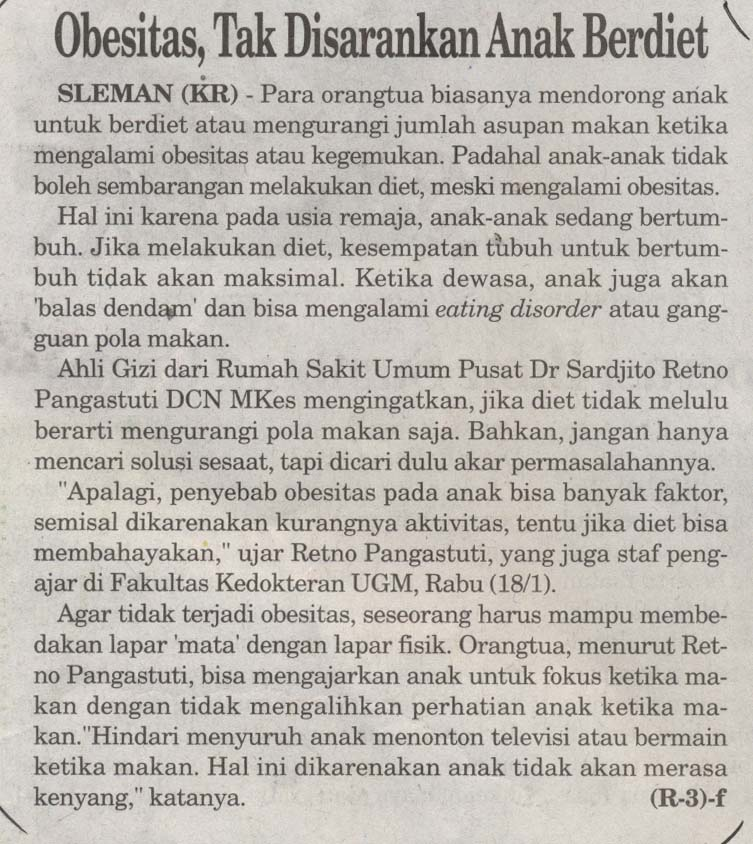 Obesitas, Tak Disarankan Anak Berdiet
SLEMAN (KR) - Para orangtua biasanya mendorong anak
untuk berdiet atau mengurangi jumlah asupan makan ketika
mengalami obesitas atau kegemukan. Padahal anak-anak tidak
boleh sembarangan melakukan diet, meski mengalami obesitas.
Hal ini karena pada usia remaja, anak-anak sedang bertum-
buh. Jika melakukan diet, kesempatan tubuh untuk bertum-
buh tidak akan maksimal. Ketika dewasa, anak juga akan
'balas dendam' dan bisa mengalami eating disorder atau gang-
guan pola makan.
Ahli Gizi dari Rumah Sakit Umum Pusat Dr Sardjito Retno
Pangastuti DCN MKes mengingatkan, jika diet tidak melulu
berarti mengurangi pola makan saja. Bahkan, jangan hanya
mencari solusi sesaat, tapi dicari dulu akar permasalahannya.
"Apalagi, penyebab obesitas pada anak bisa banyak faktor,
semisal dikarenakan kurangnya aktivitas, tentu jika diet bisa
membahayakan," ujar Retno Pangastuti, yang juga staf peng-
ajar di Fakultas Kedokteran UGM, Rabu (18/1).
Agar tidak terjadi obesitas, seseorang harus mampu membe-
dakan lapar 'mata' dengan lapar fisik. Orangtua, menurut Ret-
no Pangastuti, bisa mengajarkan anak untuk fokus ketika ma-
kan dengan tidak mengalihkan perhatian anak ketika ma-
kan."Hindari menyuruh anak menonton televisi atau bermain
ketika makan. Hal ini dikarenakan anak tidak akan merasa
kenyang," katanya. (R-3)-f